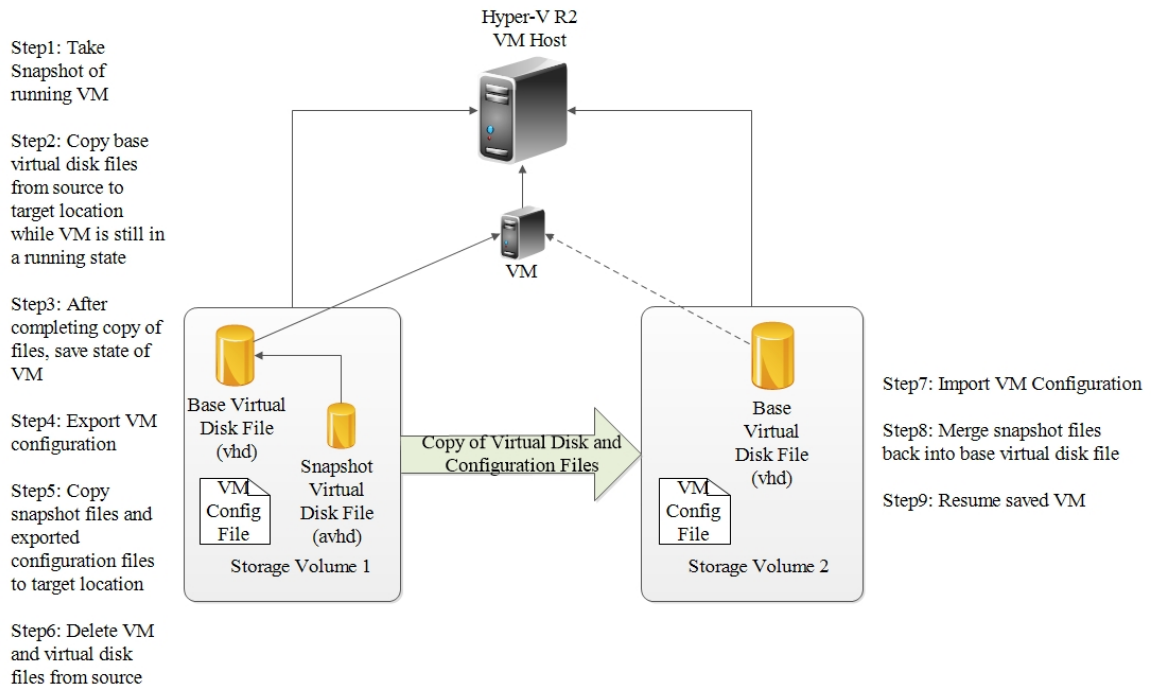 Hyper-V R2
VM Host
Step1: Take
Snapshot of
running VM
Step2: Copy base
virtual disk files
from source to
target location
while VM is still in
a running state
Step3: After
completing copy of
files, save state of
VM
Step4: Export VM
configuration
Step5: Copy
snapshot files and
exported
configuration files
to target location
Step6: Delete VM
and virtual disk
files from source
VM
Base Virtual
Disk File
(vhd)
Snapshot
Virtual
Disk File
(avhd)
VM
Config
File
Storage Volume 1
Copy of Virtual Disk and
Configuration Files
Base
Virtual
Disk File
(vhd)
VM
Config
File
Storage Volume 2
Step7: Import VM Configuration
Step8: Merge snapshot files
back into base virtual disk file
Step9: Resume saved VM